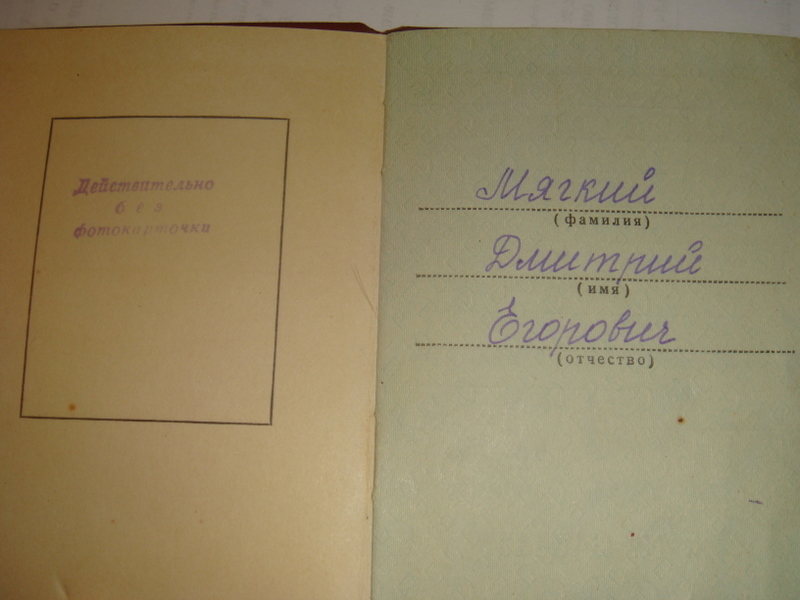 Действительно
без
фотокарточки
Мягкий
(фамилия)
Дмитрий
(имя)
Егорович
(отчество)